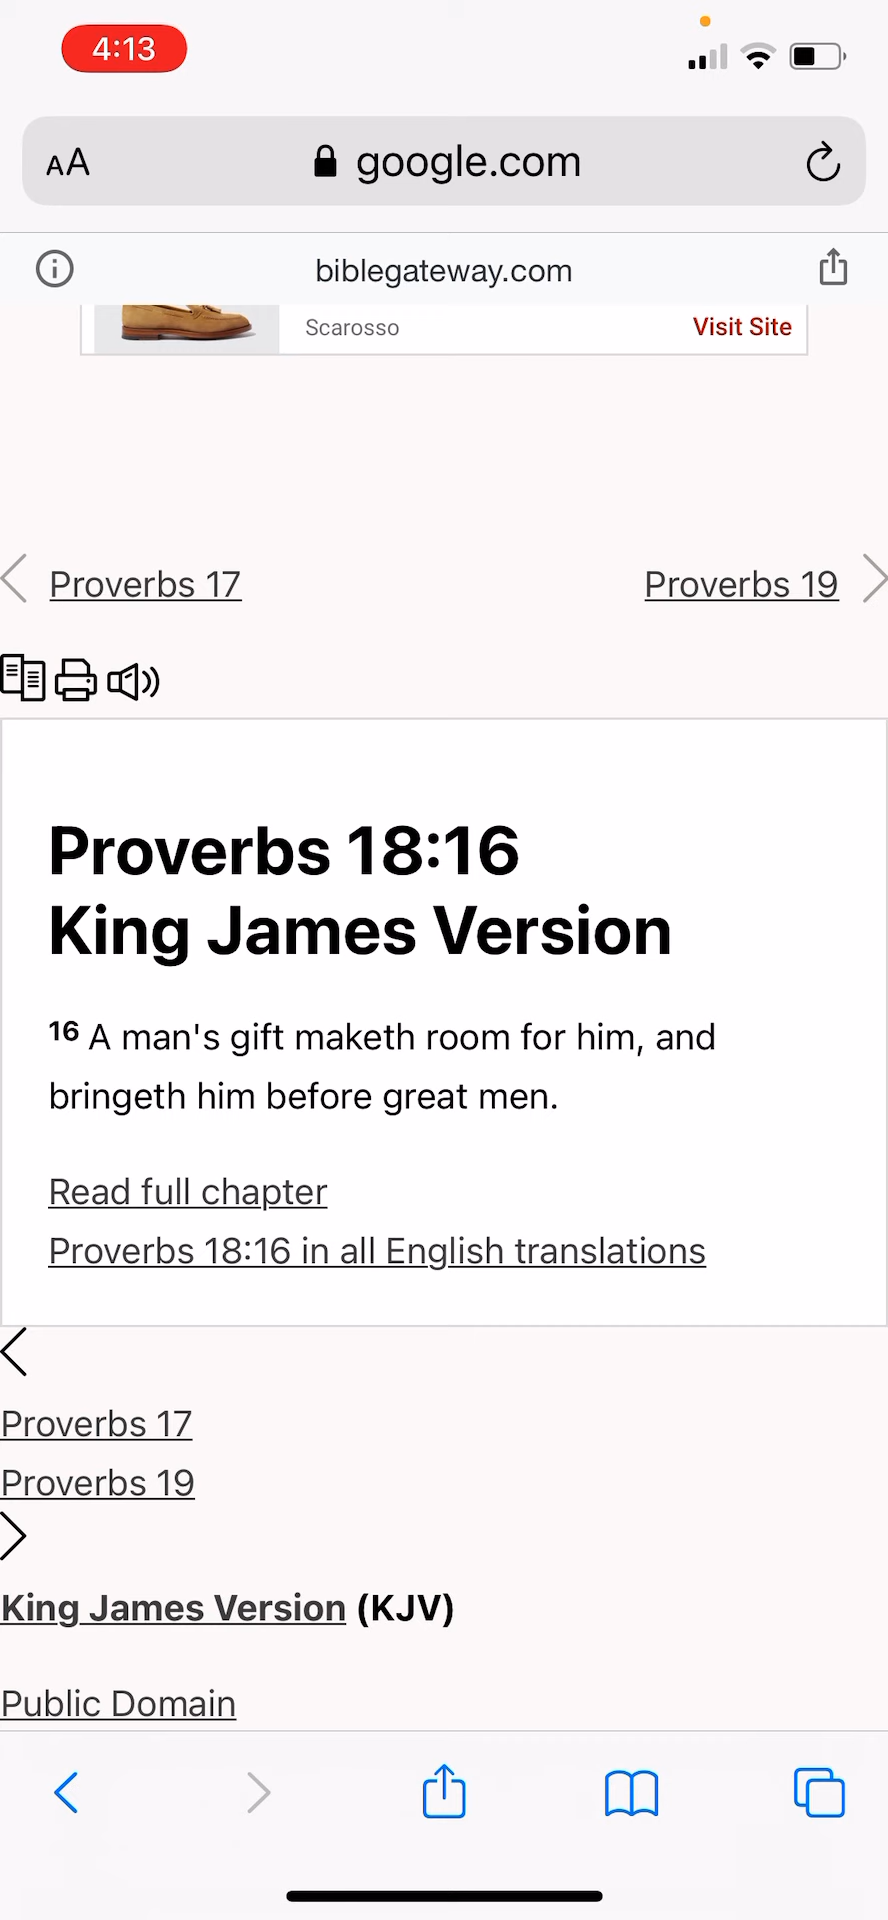 4:13
AA google.com
biblegateway.com
Scarosso Visit Site
Proverbs 17 Proverbs 19
Proverbs 18:16
King James Version
16 A man's gift maketh room for him, and
bringeth him before great men.
Read full chapter
Proverbs 18:16 in all English translations
Proverbs 17
Proverbs 19
King James Version (KJV)
Public Domain